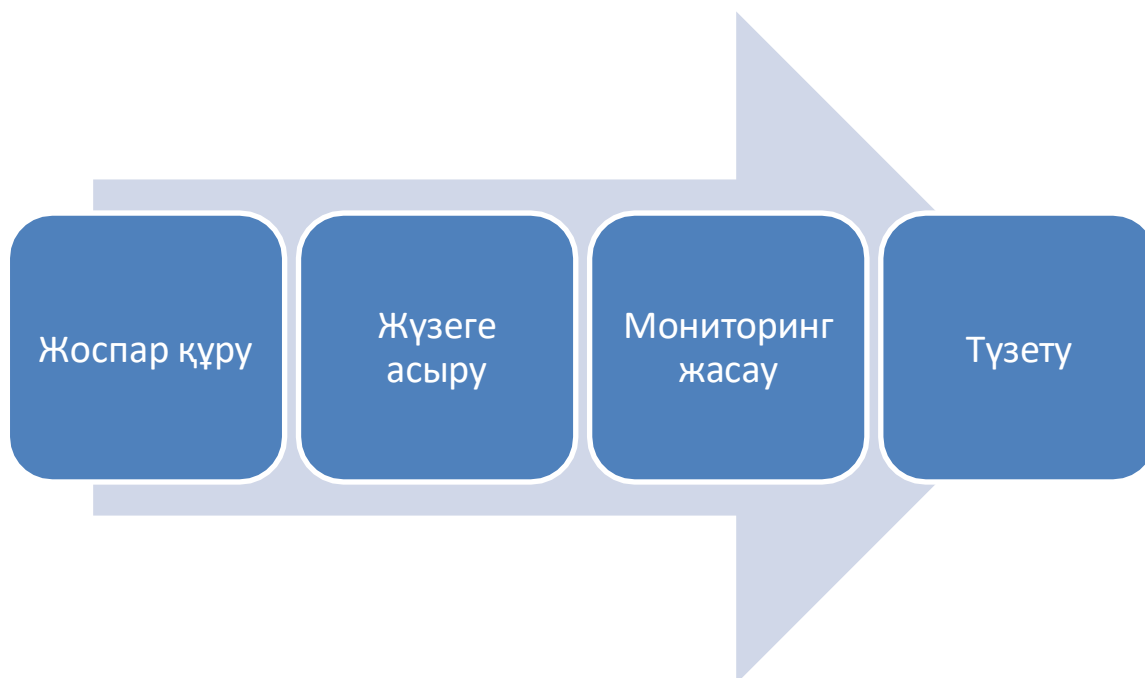 Жоспар құру
Жүзеге
асыру
Мониторинг
жасау
Түзету